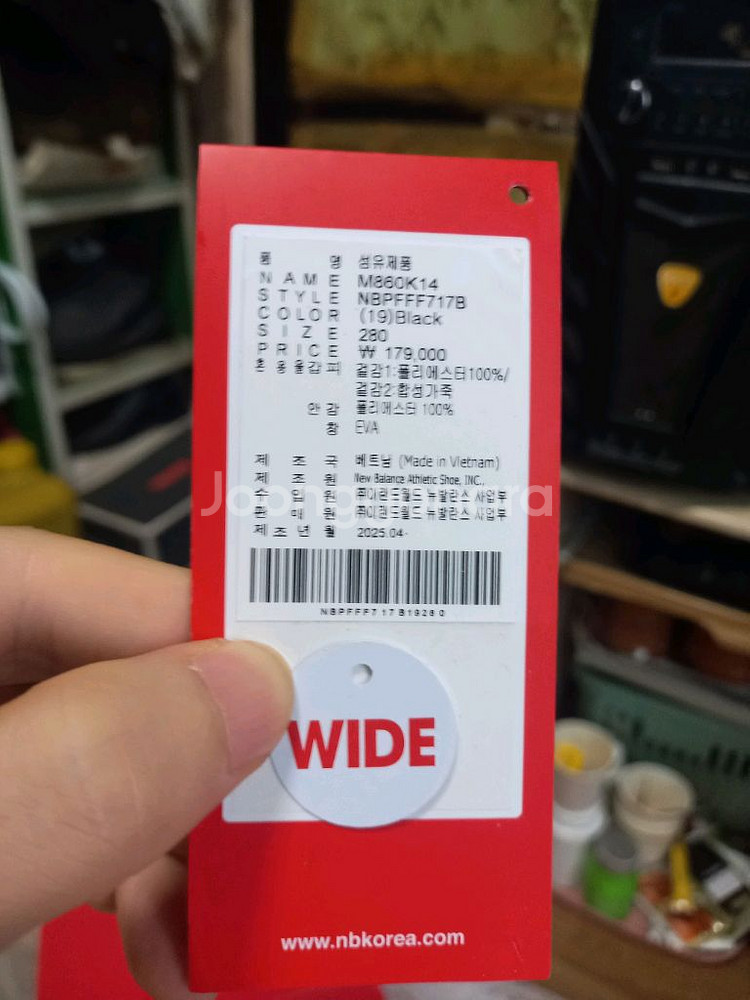 품 명 섬유제품
NAME M860K14
STYLE NBPFFF717B
COLOR (19)Black
SIZE 280
PRICE ₩ 179,000
혼용율겉피 겉감1:폴리에스터100%/
겉감2:합성가죽
안감 폴리에스터 100%
창 EVA
제조국 베트남 (Made in Vietnam)
제조원 New Balance Athletic Shoe, INC.,
수입원 ㈜이랜드월드 뉴발란스 사업부
판매원 ㈜이랜드월드 뉴발란스 사업부
제조년월 2025.04
NBPFFF717B19280
WIDE
www.nbkorea.com